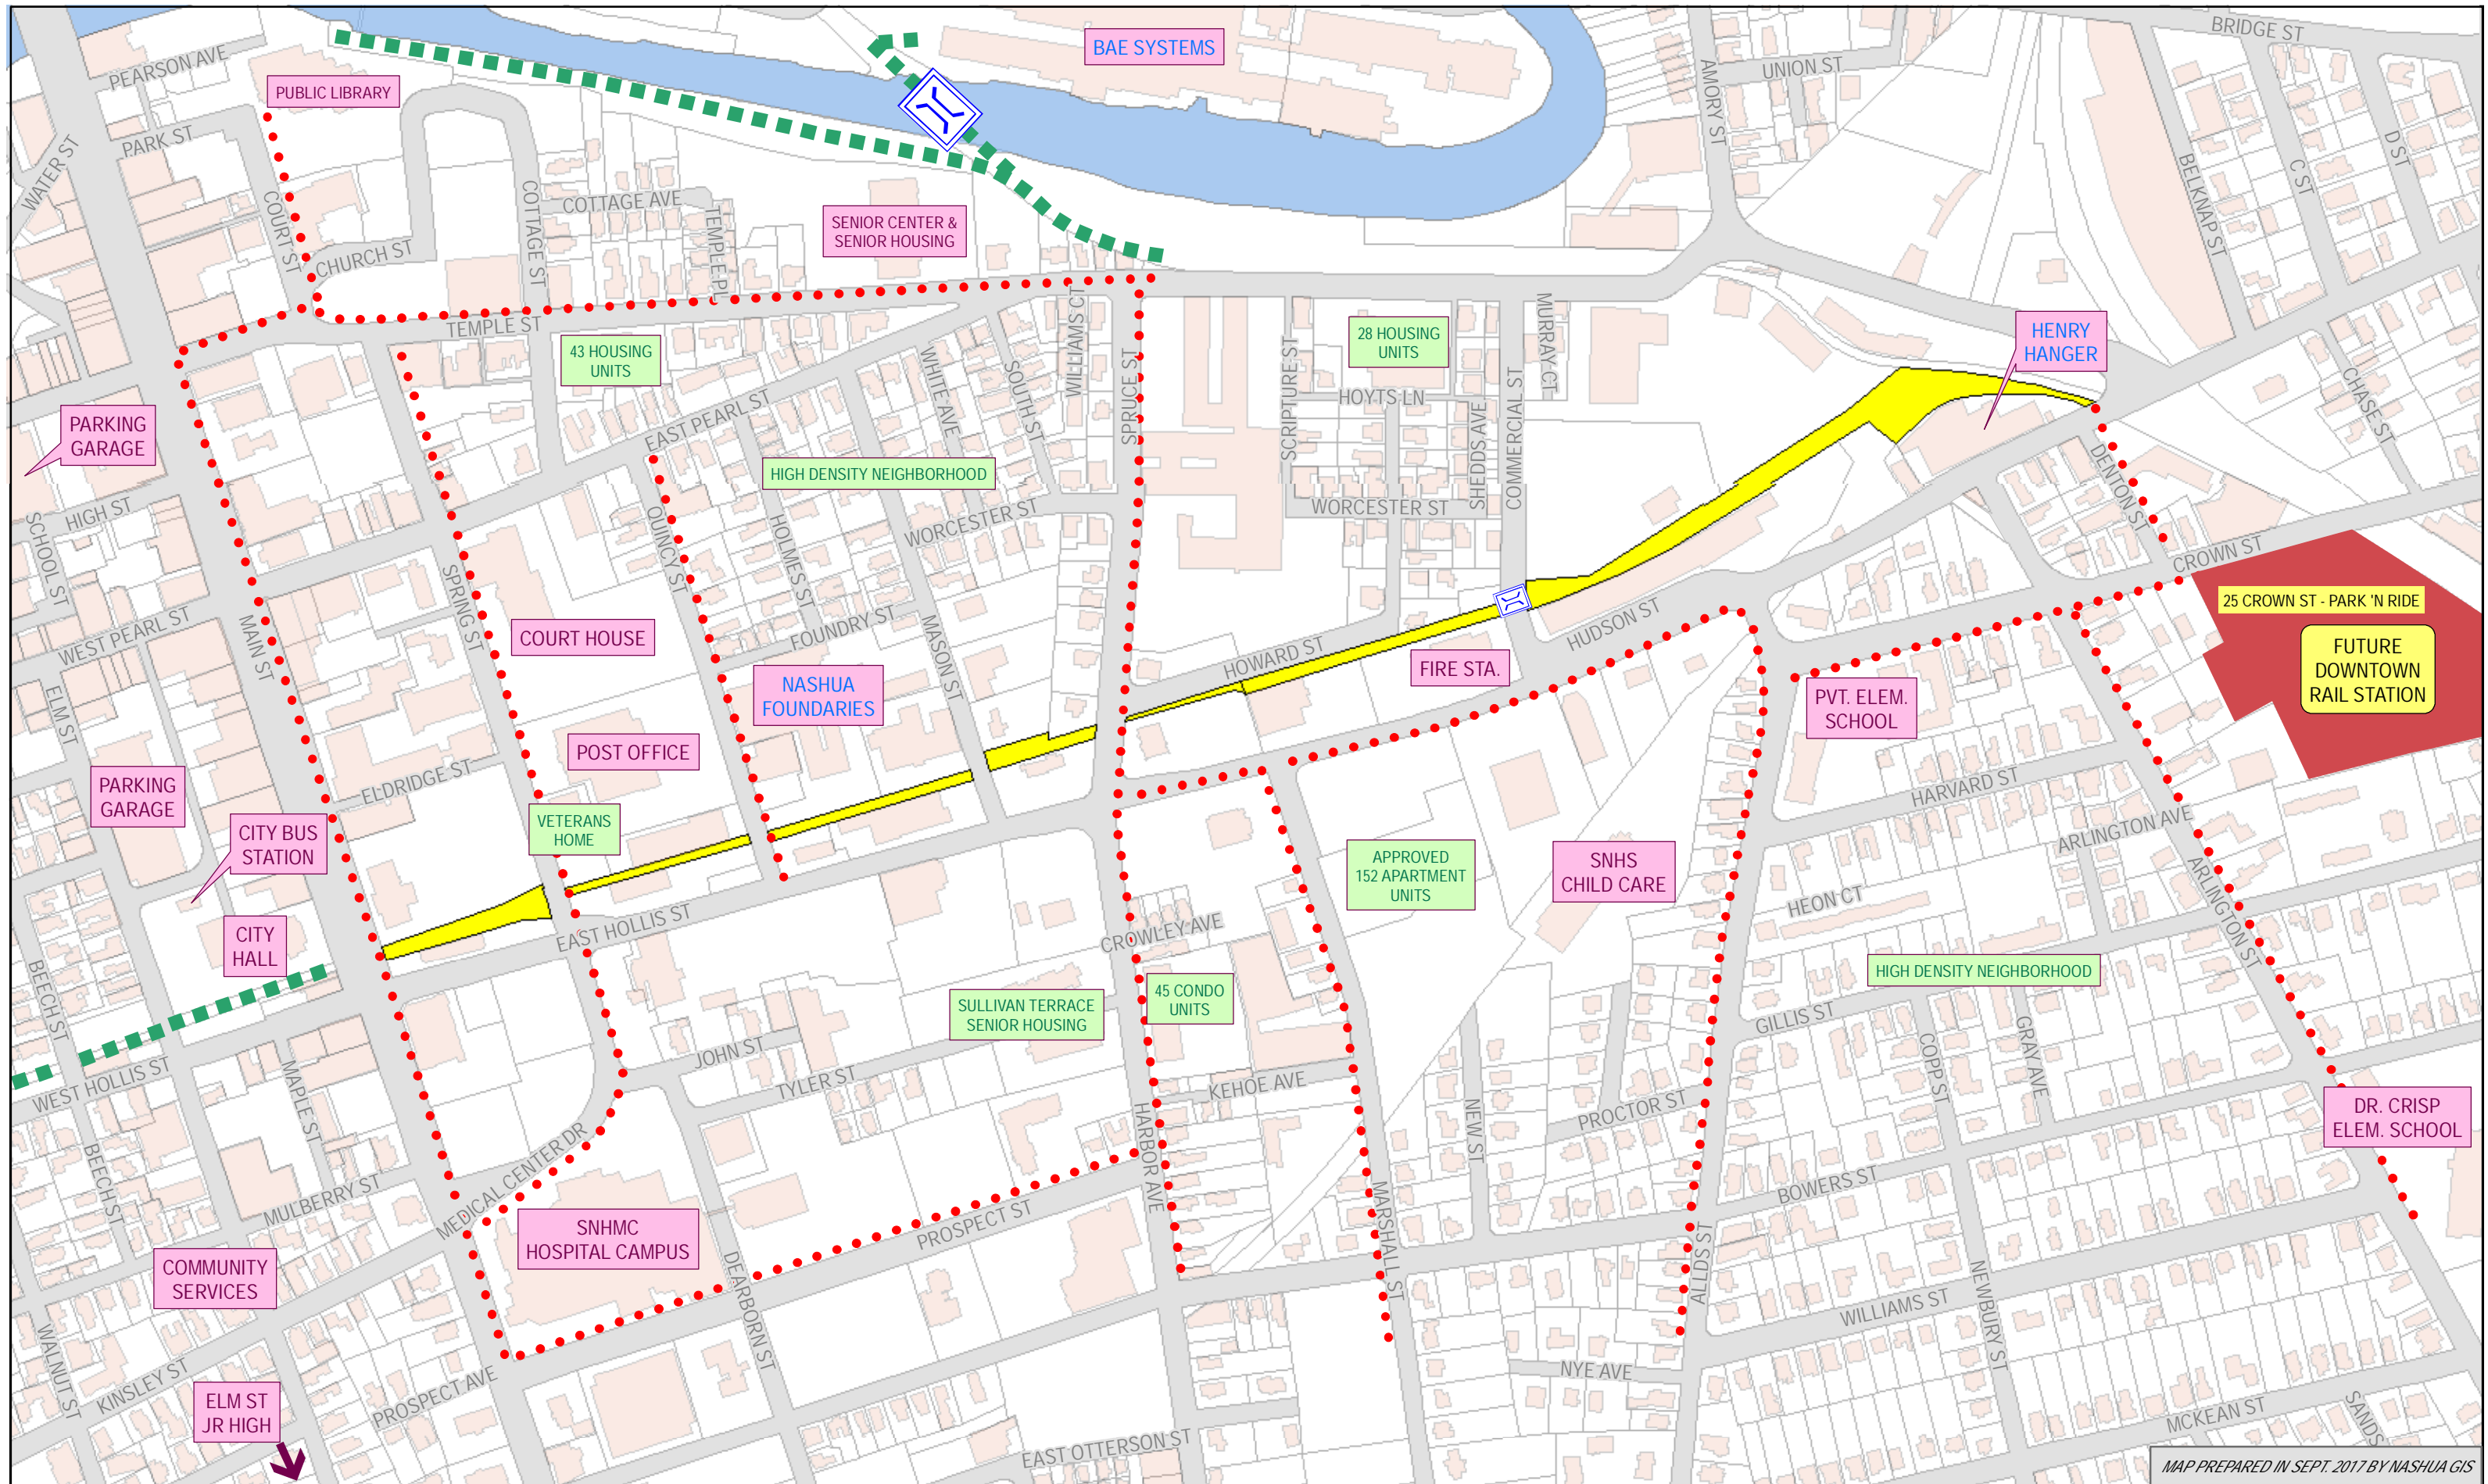 BRIDGE ST
BAE SYSTEMS
PEARSON AVE
UNION ST
AMORY ST
PUBLIC LIBRARY
PARK ST
WATER ST
D ST
C ST
BELKNAP ST
COURT ST
COTTAGE ST
COTTAGE AVE
TEMPLE PL
SENIOR CENTER &
SENIOR HOUSING
CHURCH ST
TEMPLE ST
WILLIAMS CT
MURRAY CT
28 HOUSING
UNITS
HENRY
HANGER
43 HOUSING
UNITS
WHITE AVE
SOUTH ST
SPRUCE ST
SCRIPTURE ST
HOYTS LN
SHEDDS AVE
COMMERCIAL ST
CHASE ST
EAST PEARL ST
PARKING
GARAGE
HIGH DENSITY NEIGHBORHOOD
DENTON ST
HIGH ST
SCHOOL ST
QUINCY ST
HOLMES ST
WORCESTER ST
WORCESTER ST
CROWN ST
SPRING ST
25 CROWN ST - PARK 'N RIDE
COURT HOUSE
FOUNDRY ST
MASON ST
HUDSON ST
WEST PEARL ST
MAIN ST
HOWARD ST
FIRE STA.
FUTURE
DOWNTOWN
RAIL STATION
NASHUA
FOUNDARIES
PVT. ELEM.
SCHOOL
ELM ST
POST OFFICE
ELDRIDGE ST
PARKING
GARAGE
HARVARD ST
CITY BUS
STATION
VETERANS
HOME
ARLINGTON AVE
APPROVED
152 APARTMENT
UNITS
SNHS
CHILD CARE
ARLINGTON ST
HEON CT
EAST HOLLIS ST
CROWLEY AVE
CITY
HALL
HIGH DENSITY NEIGHBORHOOD
BEECH ST
45 CONDO
UNITS
SULLIVAN TERRACE
SENIOR HOUSING
GILLIS ST
JOHN ST
TYLER ST
WEST HOLLIS ST
MAPLE ST
KEHOE AVE
COPP ST
GRAY AVE
PROCTOR ST
NEW ST
HARBOR AVE
DR. CRISP
ELEM. SCHOOL
BEECH ST
MULBERRY ST
MEDICAL CENTER DR
BOWERS ST
MARSHALL ST
PROSPECT ST
SNHMC
HOSPITAL CAMPUS
COMMUNITY
SERVICES
DEARBORN ST
ALLDS ST
WILLIAMS ST
NEWBURY ST
WALNUT ST
KINSLEY ST
PROSPECT AVE
NYE AVE
ELM ST
JR HIGH
MCKEAN ST
SANDS
EAST OTTERSON ST
MAP PREPARED IN SEPT. 2017 BY NASHUA GIS